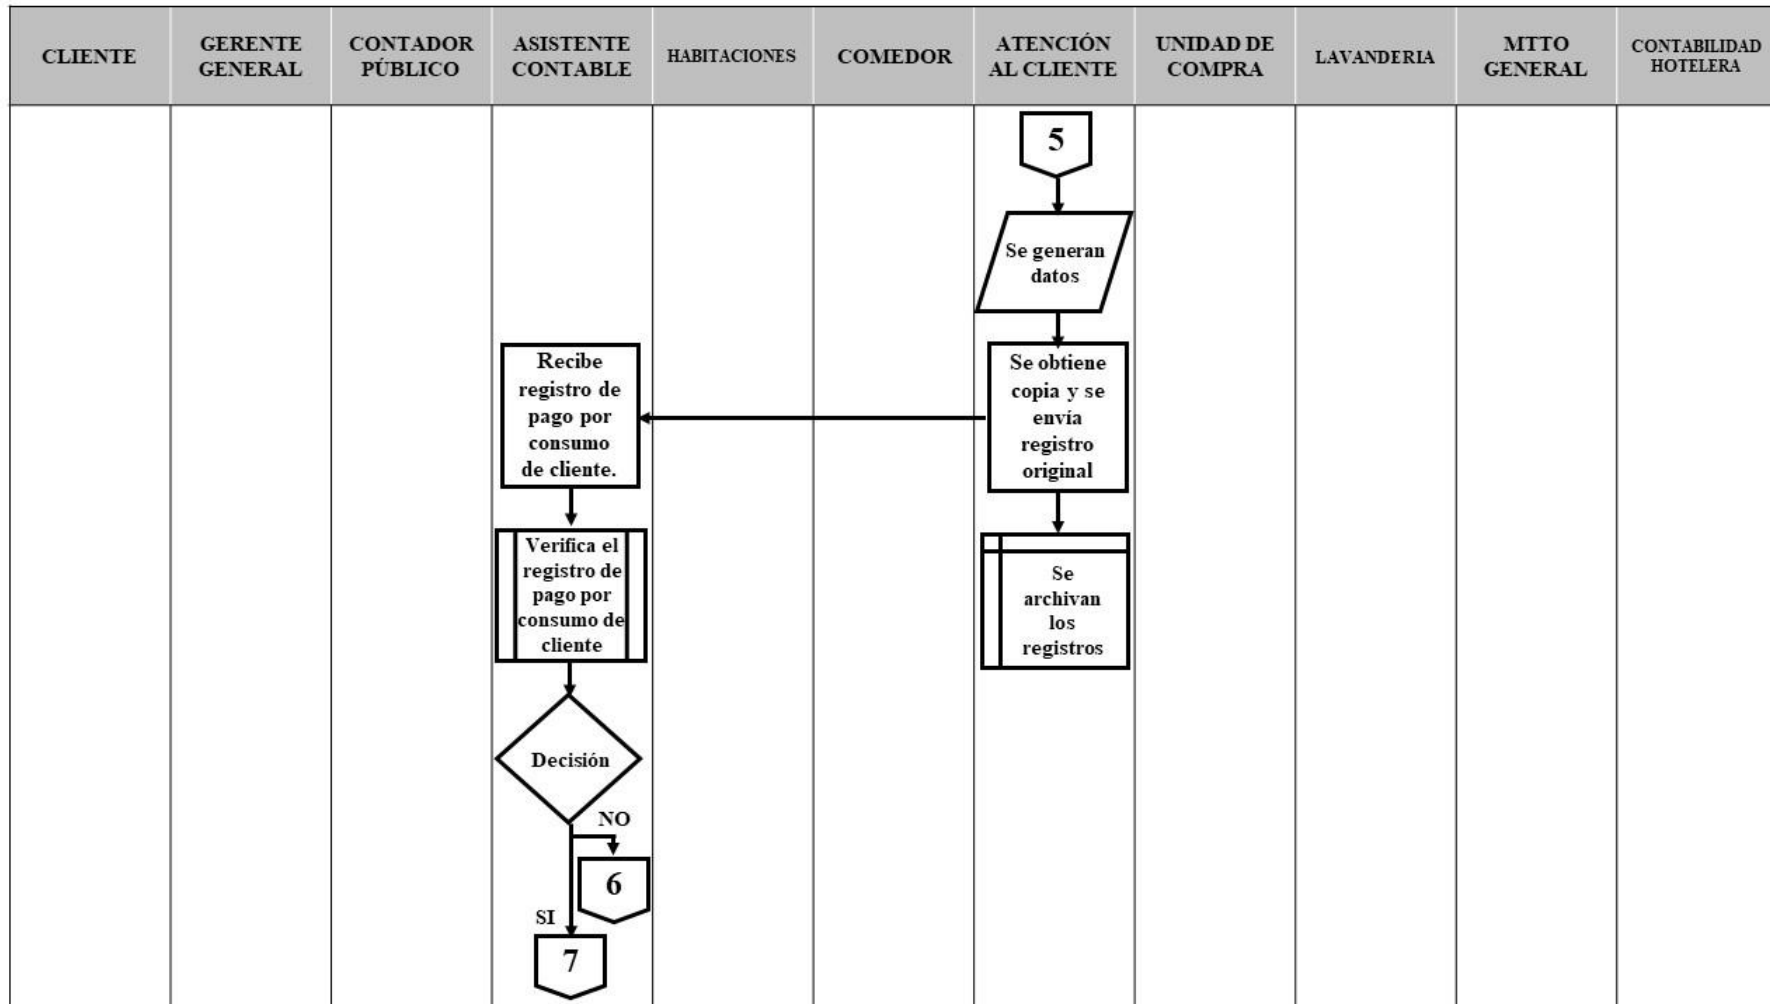 CLIENTE
GERENTE
GENERAL
CONTADOR
PÚBLICO
ASISTENTE
CONTABLE
HABITACIONES
COMEDOR
ATENCIÓN
AL CLIENTE
UNIDAD DE
COMPRA
LAVANDERIA
MTTO
GENERAL
CONTABILIDAD
HOTELERA
5
Se generan
datos
Se obtiene
copia y se
envía
registro
original
Recibe
registro de
pago por
consumo
de cliente.
Se
archivan
los
registros
Verifica el
registro de
pago por
consumo de
cliente
Decisión
NO
6
SI
7